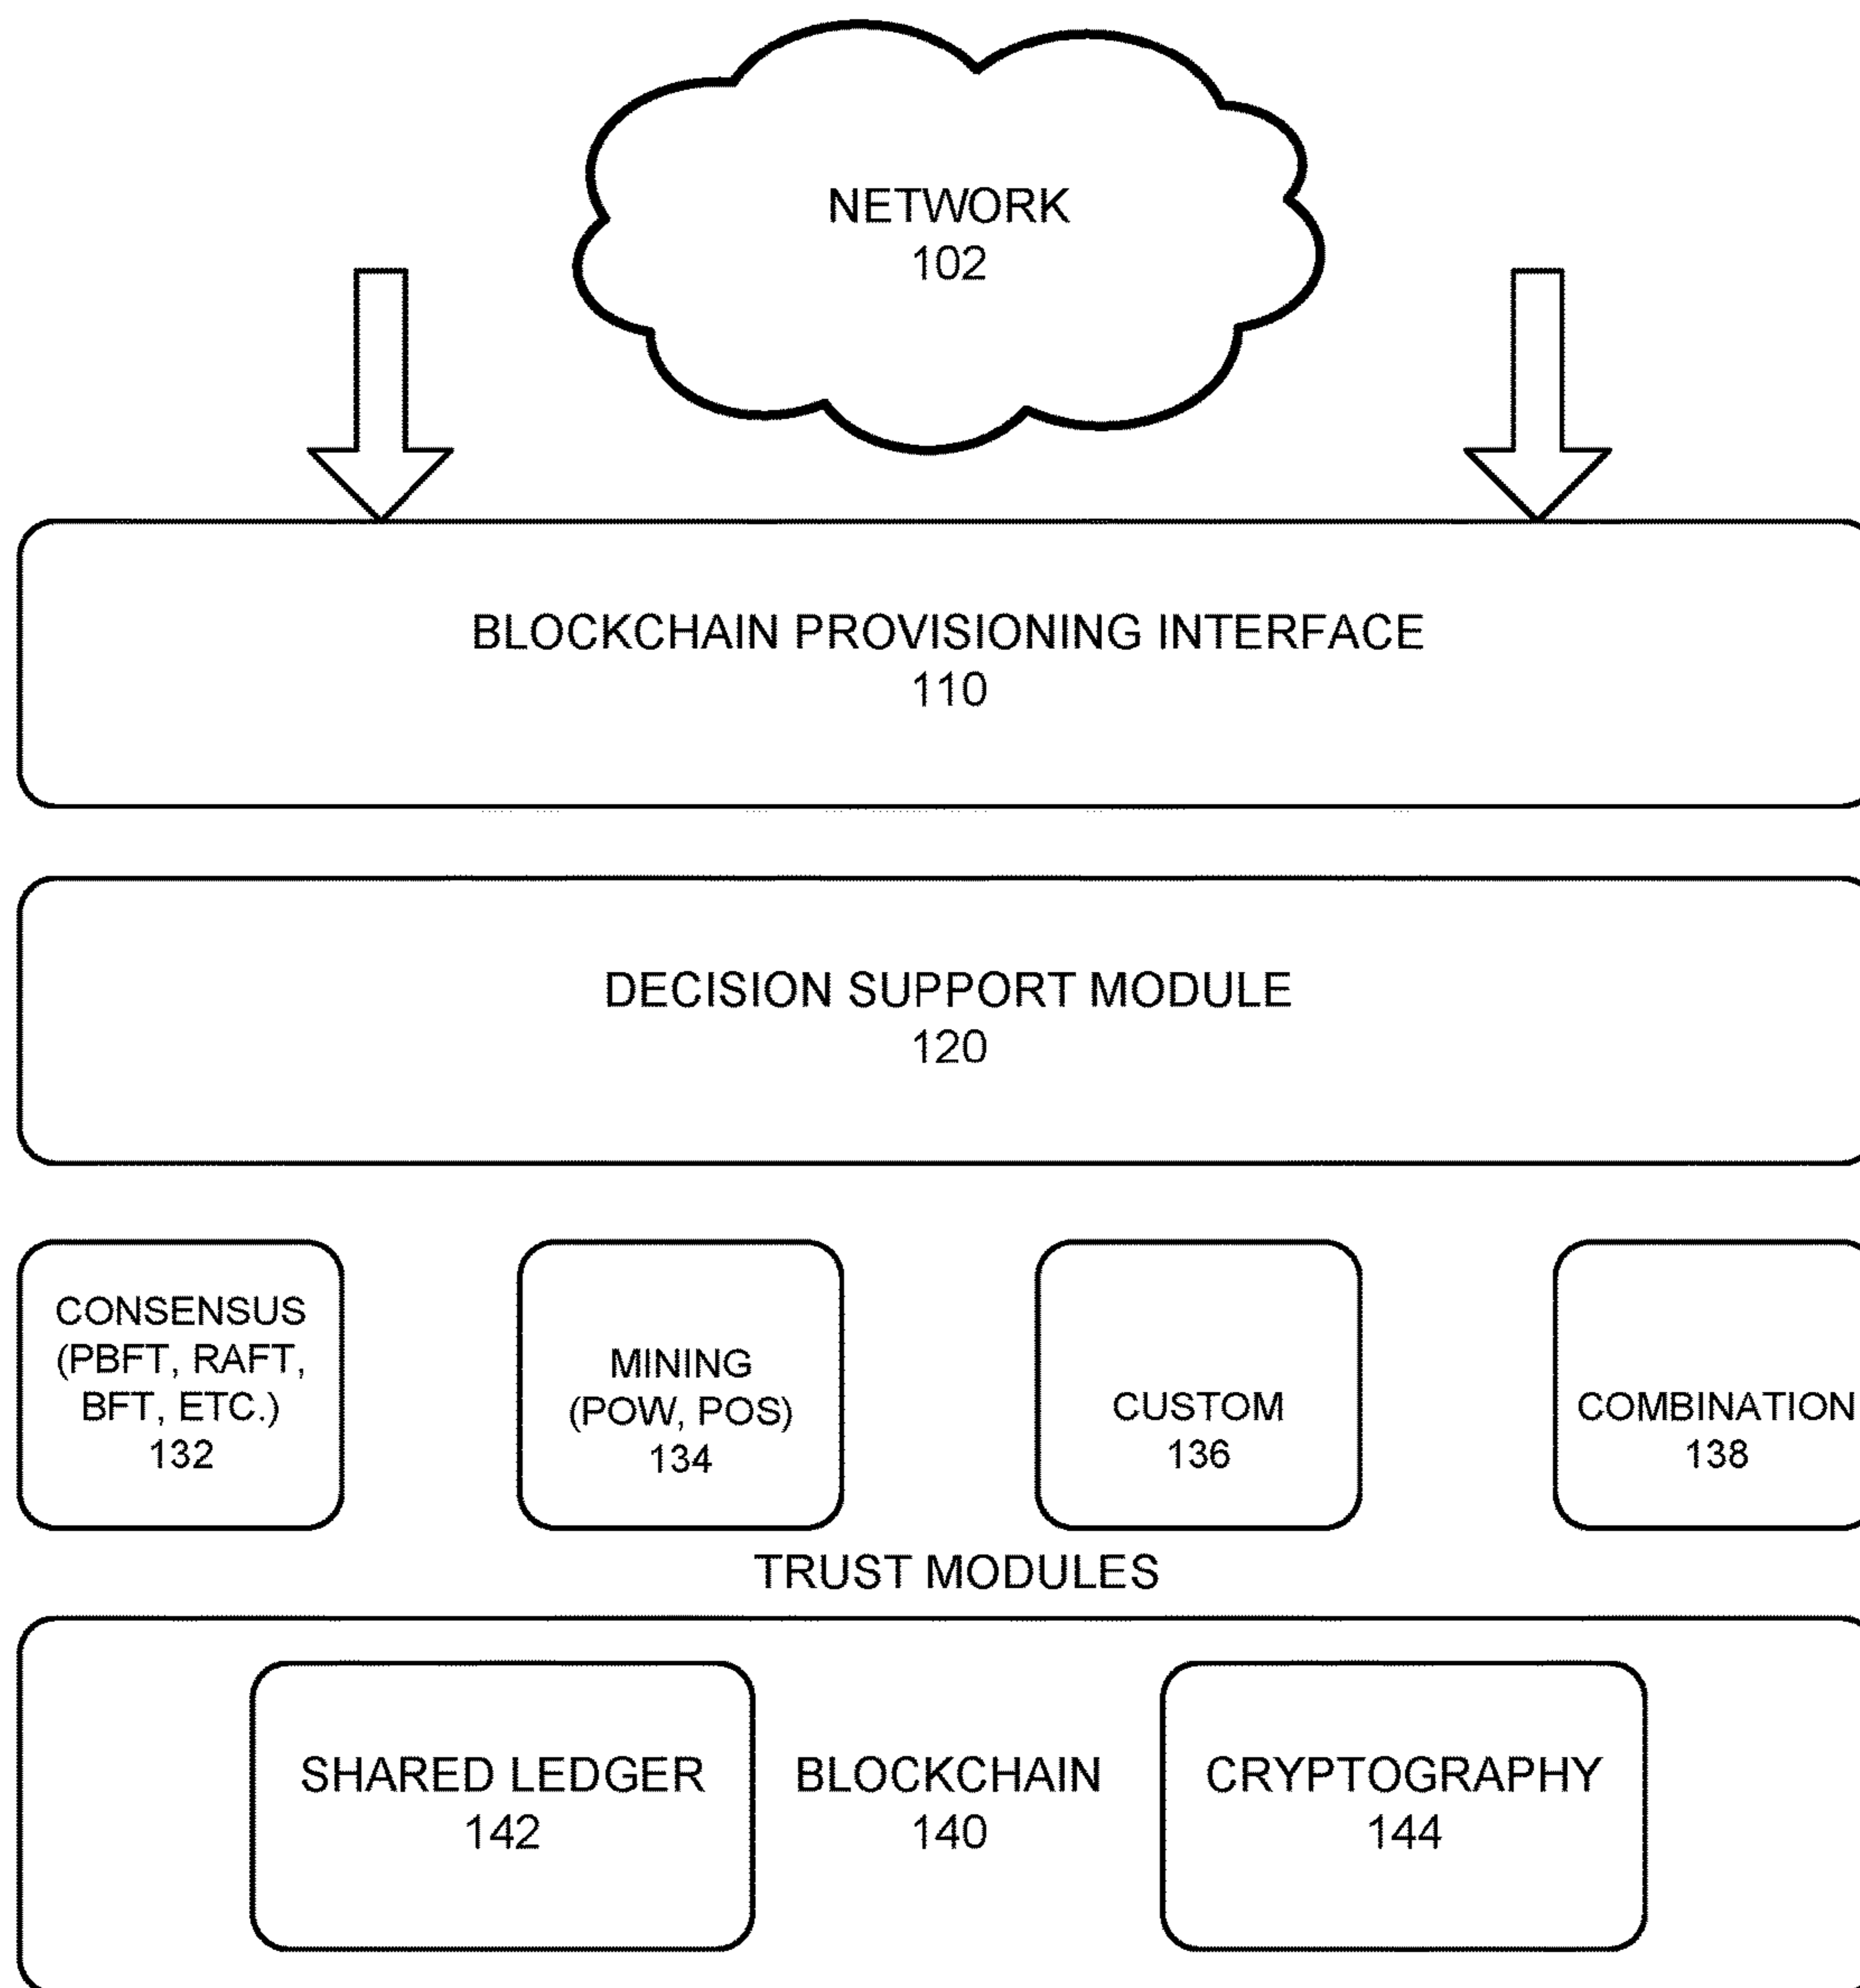 NETWORK
102
BLOCKCHAIN PROVISIONING INTERFACE
110
DECISION SUPPORT MODULE
120
CONSENSUS
(PBFT, RAFT,
BFT, ETC.)
132
MINING
(POW, POS)
134
CUSTOM
136
COMBINATION
138
TRUST MODULES
SHARED LEDGER
142
BLOCKCHAIN
140
CRYPTOGRAPHY
144